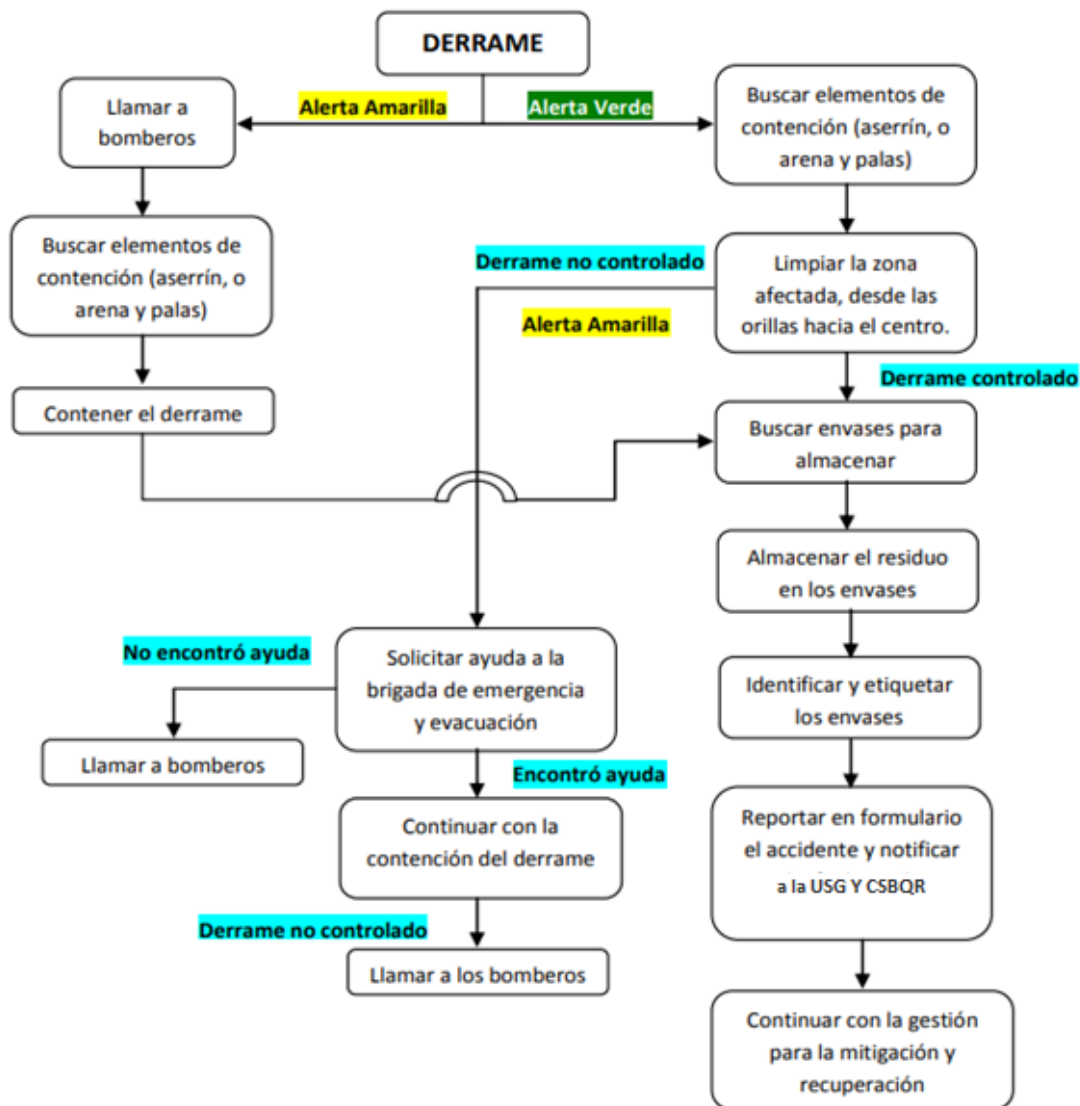 DERRAME
Alerta Amarilla
Alerta Verde
Llamar a
bomberos
Buscar elementos de
contención (aserrín, o
arena y palas)
Buscar elementos de
contención (aserrín, o
arena y palas)
Derrame no controlado
Alerta Amarilla
Limpiar la zona
afectada, desde las
orillas hacia el centro.
Derrame controlado
Contener el derrame
Buscar envases para
almacenar
Almacenar el residuo
en los envases
No encontró ayuda
Solicitar ayuda a la
brigada de emergencia
y evacuación
Identificar y etiquetar
los envases
Llamar a bomberos
Encontró ayuda
Continuar con la
contención del derrame
Reportar en formulario
el accidente y notificar
a la USG Y CSBQR
Derrame no controlado
Llamar a los bomberos
Continuar con la gestión
para la mitigación y
recuperación